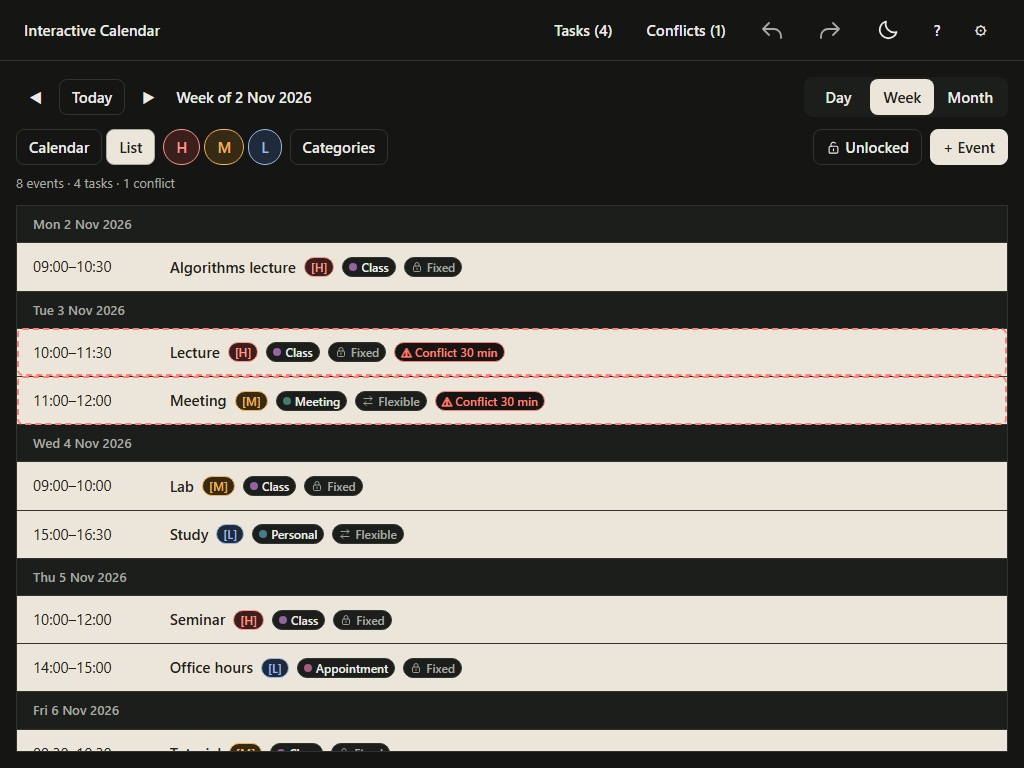 Interactive Calendar Tasks (4) Conflicts (1) ?
Today Week of 2 Nov 2026 Day Week Month
Calendar List H M L Categories Unlocked + Event
8 events · 4 tasks · 1 conflict
Mon 2 Nov 2026
09:00–10:30 Algorithms lecture [H] Class Fixed
Tue 3 Nov 2026
10:00–11:30 Lecture [H] Class Fixed Conflict 30 min
11:00–12:00 Meeting [M] Meeting Flexible Conflict 30 min
Wed 4 Nov 2026
09:00–10:00 Lab [M] Class Fixed
15:00–16:30 Study [L] Personal Flexible
Thu 5 Nov 2026
10:00–12:00 Seminar [H] Class Fixed
14:00–15:00 Office hours [L] Appointment Fixed
Fri 6 Nov 2026